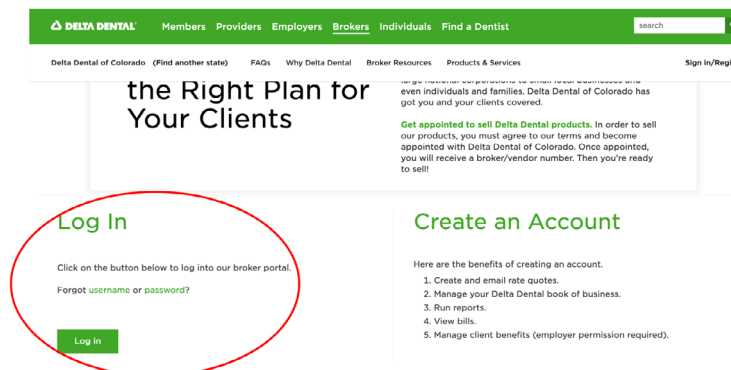 DELTA DENTAL Members Providers Employers Brokers Individuals Find a Dentist search
Delta Dental of Colorado (Find another state) FAQs Why Delta Dental Broker Resources Products & Services Sign in/Regi
the Right Plan for
Your Clients
large national corporations to small local businesses and
even individuals and families. Delta Dental of Colorado has
got you and your clients covered.
Get appointed to sell Delta Dental products. In order to sell
our products, you must agree to our terms and become
appointed with Delta Dental of Colorado. Once appointed,
you will receive a broker/vendor number. Then you're ready
to sell!
Log In
Click on the button below to log into our broker portal.
Forgot username or password?
Log in
Create an Account
Here are the benefits of creating an account.
1. Create and email rate quotes.
2. Manage your Delta Dental book of business.
3. Run reports.
4. View bills.
5. Manage client benefits (employer permission required).